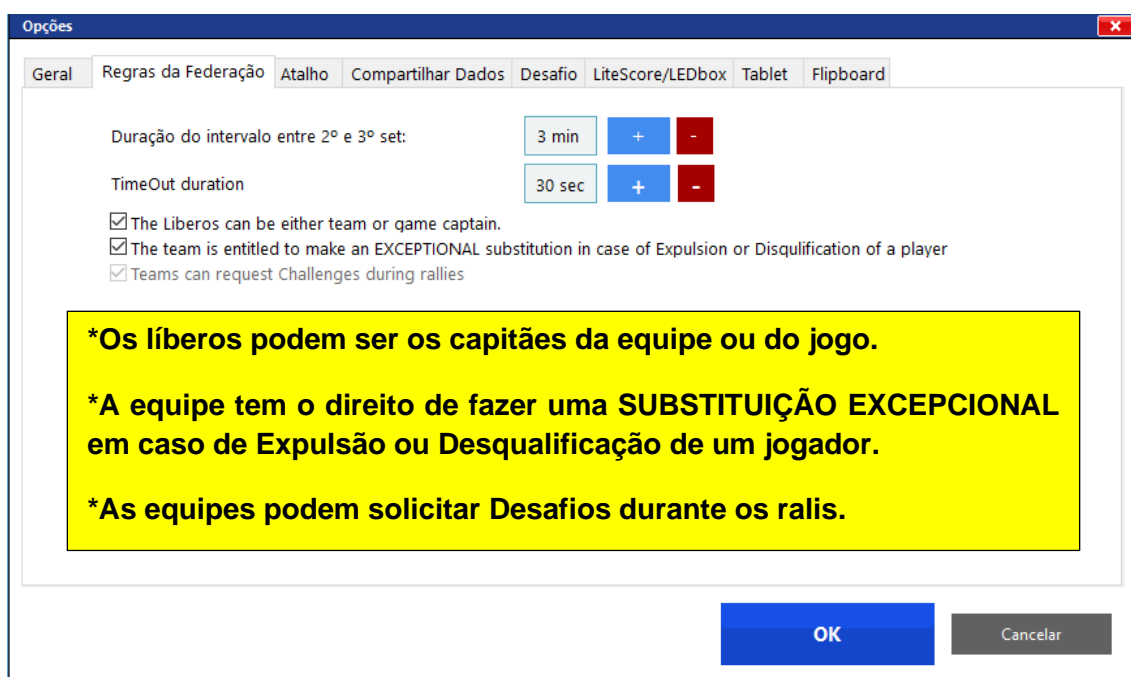 Opções
Geral Regras da Federação Atalho Compartilhar Dados Desafio LiteScore/LEDbox Tablet Flipboard
Duração do intervalo entre 2º e 3º set: 3 min + -
TimeOut duration 30 sec + -
The Liberos can be either team or game captain.
The team is entitled to make an EXCEPTIONAL substitution in case of Expulsion or Disqulification of a player
Teams can request Challenges during rallies
*Os líberos podem ser os capitães da equipe ou do jogo.
*A equipe tem o direito de fazer uma SUBSTITUIÇÃO EXCEPCIONAL
em caso de Expulsão ou Desqualificação de um jogador.
*As equipes podem solicitar Desafios durante os ralis.
OK Cancelar